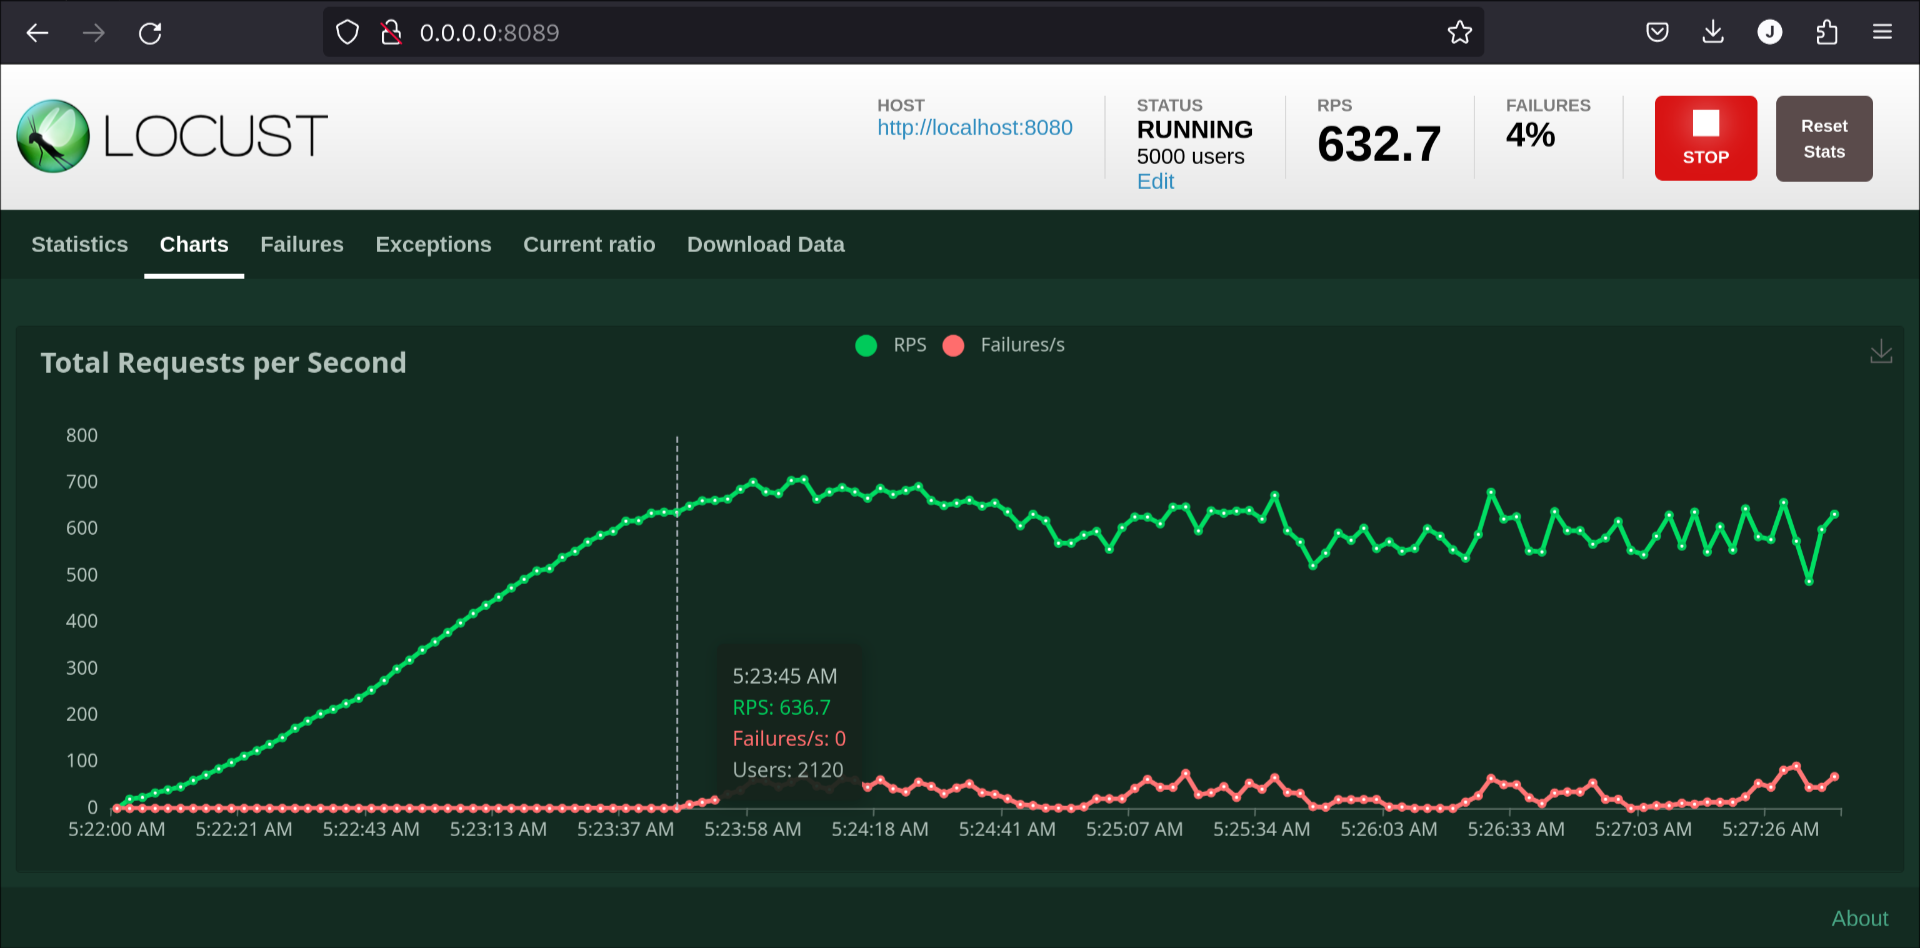 0.0.0.0:8089
J
LOCUST
HOST
http://localhost:8080
STATUS
RUNNING
5000 users
Edit
RPS
632.7
FAILURES
4%
STOP
Reset
Stats
Statistics Charts Failures Exceptions Current ratio Download Data
RPS Failures/s
Total Requests per Second
800
700
600
500
400
300
200
100
0
5:23:45 AM
RPS: 636.7
Failures/s: 0
Users: 2120
5:22:00 AM 5:22:21 AM 5:22:43 AM 5:23:13 AM 5:23:37 AM 5:23:58 AM 5:24:18 AM 5:24:41 AM 5:25:07 AM 5:25:34 AM 5:26:03 AM 5:26:33 AM 5:27:03 AM 5:27:26 AM
About